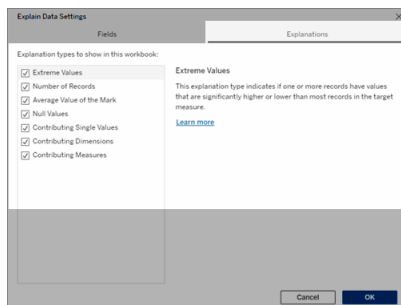 Explain Data Settings
Fields
Explanations
Explanation types to show in this workbook:
Extreme Values
Number of Records
Average Value of the Mark
Null Values
Contributing Single Values
Contributing Dimensions
Contributing Measures
Extreme Values
This explanation type indicates if one or more records have values
that are significantly higher or lower than most records in the target
measure.
Learn more
Cancel
OK